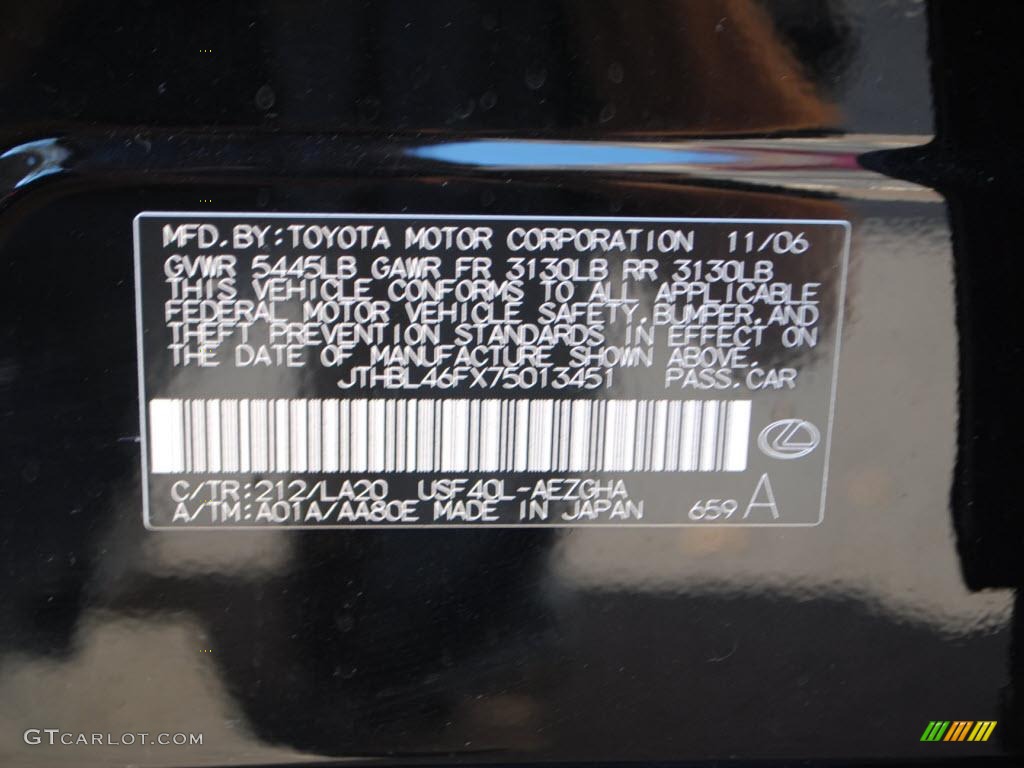 MFD.BY:TOYOTA MOTOR CORPORATION 11/06
GVWR 5445LB GAWR FR 3130LB RR 3130LB
THIS VEHICLE CONFORMS TO ALL APPLICABLE
FEDERAL MOTOR VEHICLE SAFETY,BUMPER,AND
THEFT PREVENTION STANDARDS IN EFFECT ON
THE DATE OF MANUFACTURE SHOWN ABOVE.
JTHBL46FX75013451 PASS.CAR
C/TR:212/LA20 USF40L-AEZGHA
A/TM:A01A/AA80E MADE IN JAPAN 659 A
GTCARLOT.COM